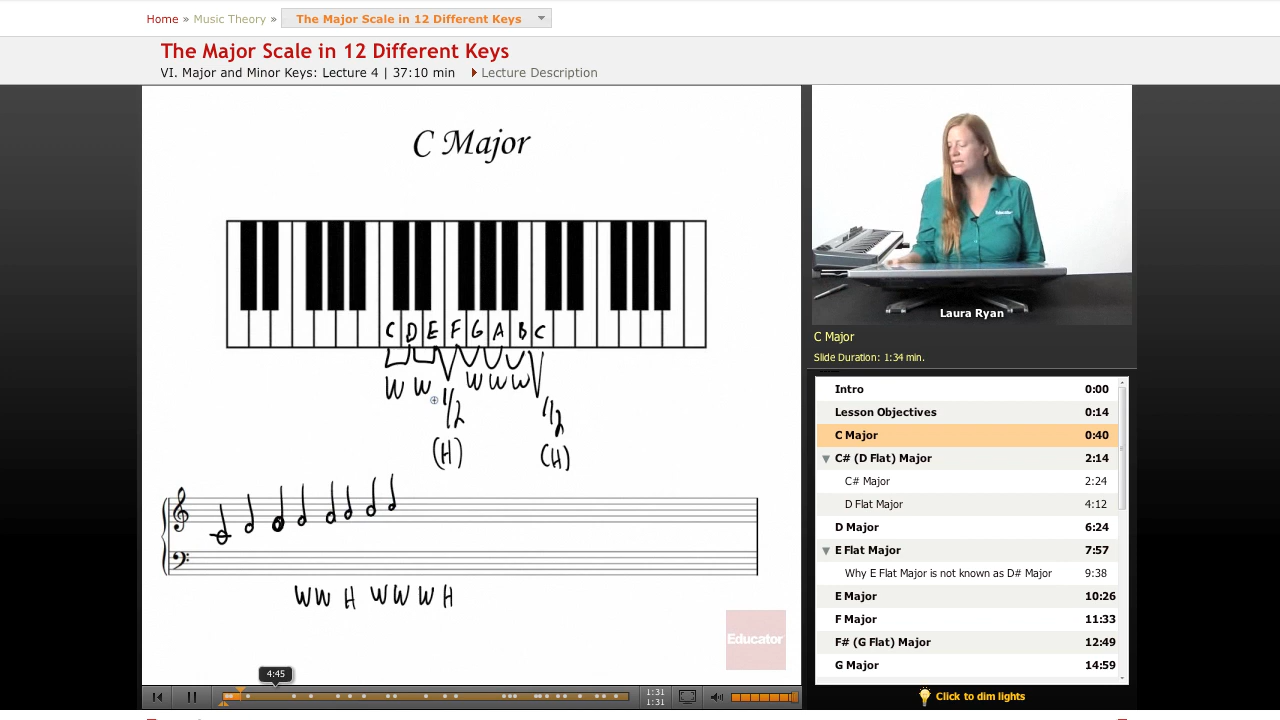 Home » Music Theory » The Major Scale in 12 Different Keys
The Major Scale in 12 Different Keys
VI. Major and Minor Keys: Lecture 4 | 37:10 min Lecture Description
C Major
C D E F G A B C
W W W W W
1/2 1/2
(H) (H)
W W H W W W H
Educator
4:45
1:31
1:31
Laura Ryan
C Major
Slide Duration: 1:34 min.
Intro 0:00
Lesson Objectives 0:14
C Major 0:40
C# (D Flat) Major 2:14
C# Major 2:24
D Flat Major 4:12
D Major 6:24
E Flat Major 7:57
Why E Flat Major is not known as D# Major 9:38
E Major 10:26
F Major 11:33
F# (G Flat) Major 12:49
G Major 14:59
Click to dim lights